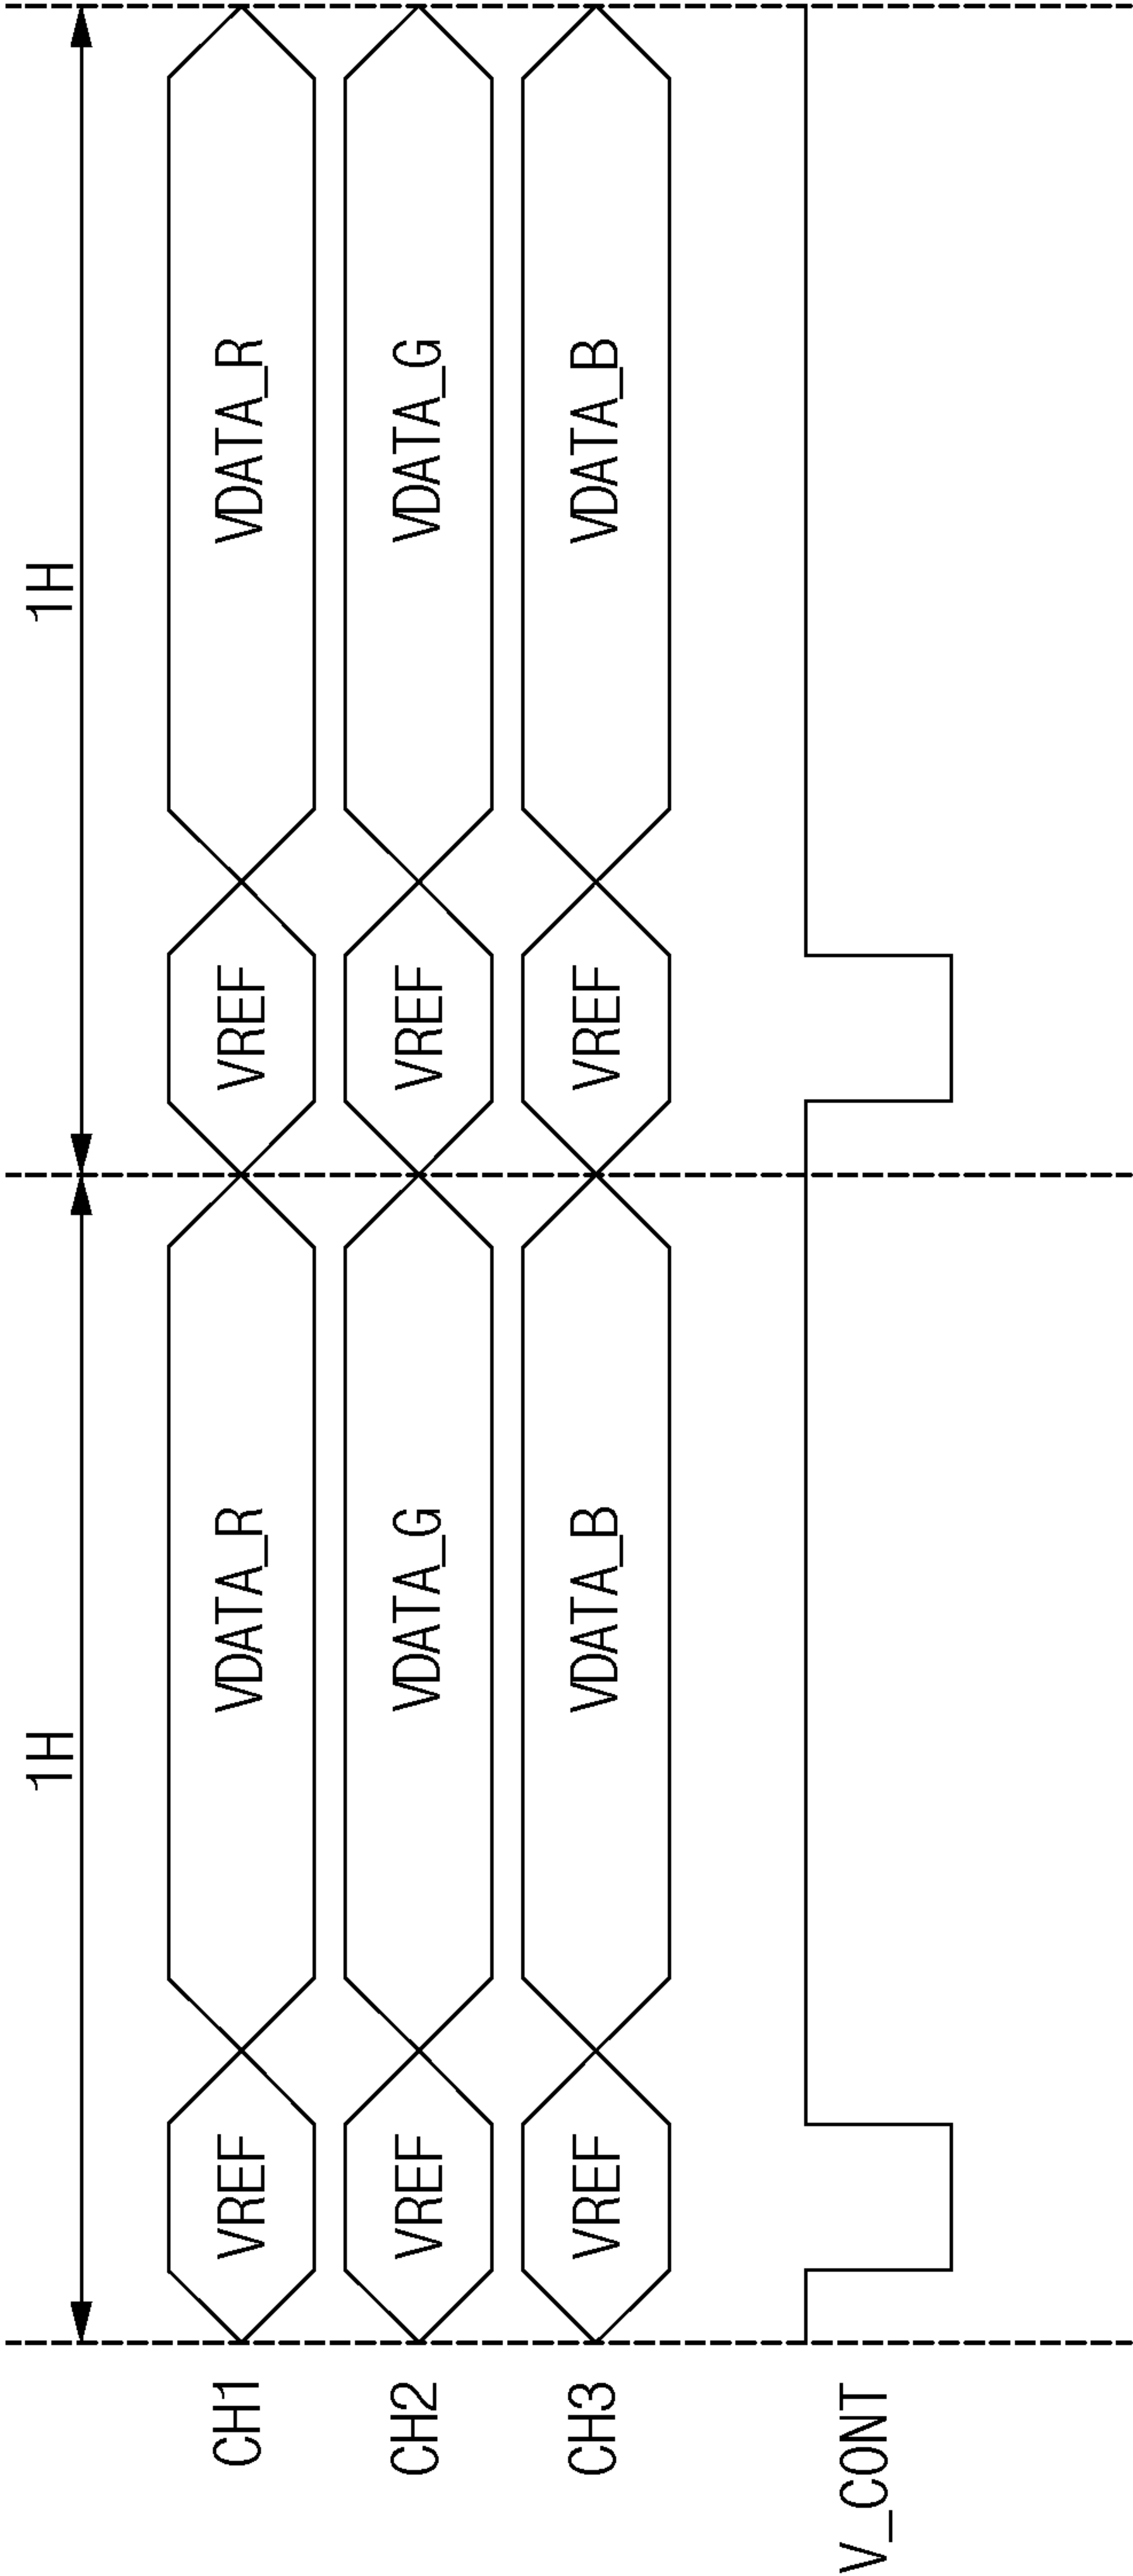 1H 1H
CH1 VREF VDATA_R VREF VDATA_R
CH2 VREF VDATA_G VREF VDATA_G
CH3 VREF VDATA_B VREF VDATA_B
V_CONT